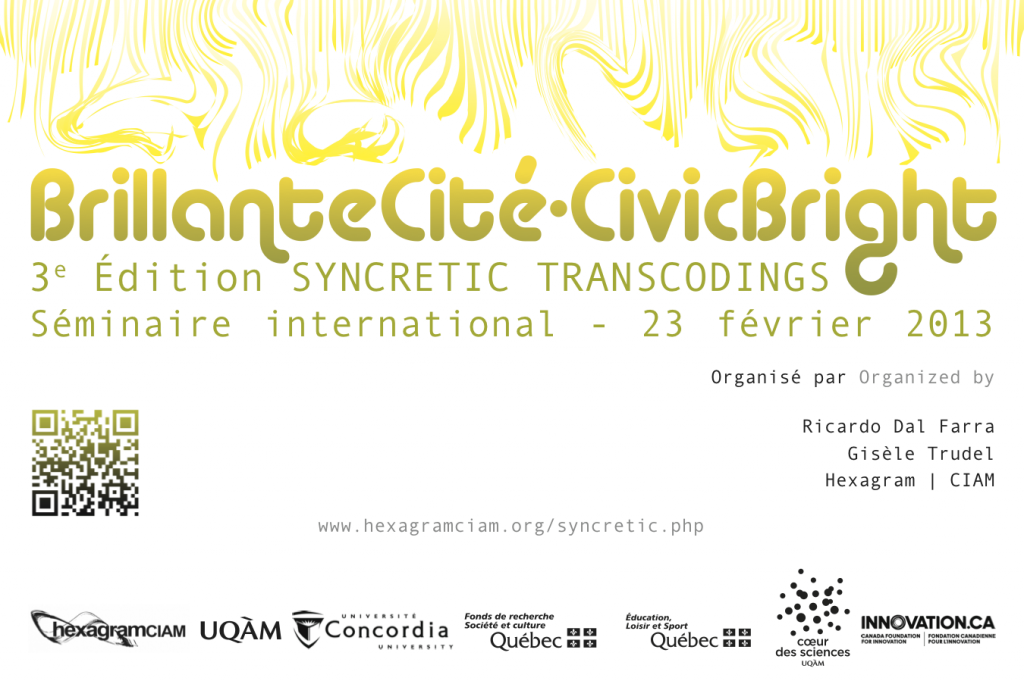 BrillanteCité·CivicBright
3e Édition SYNCRETIC TRANSCODINGS
Séminaire international - 23 février 2013
Organisé par Organized by
Ricardo Dal Farra
Gisèle Trudel
Hexagram | CIAM
www.hexagramciam.org/syncretic.php
hexagramCIAM
UQÀM
UNIVERSITÉ
Concordia
UNIVERSITY
Fonds de recherche
Société et culture
Québec
Éducation,
Loisir et Sport
Québec
cœur
des sciences
UQÀM
INNOVATION.CA
CANADA FOUNDATION
FOR INNOVATION
FONDATION CANADIENNE
POUR L'INNOVATION